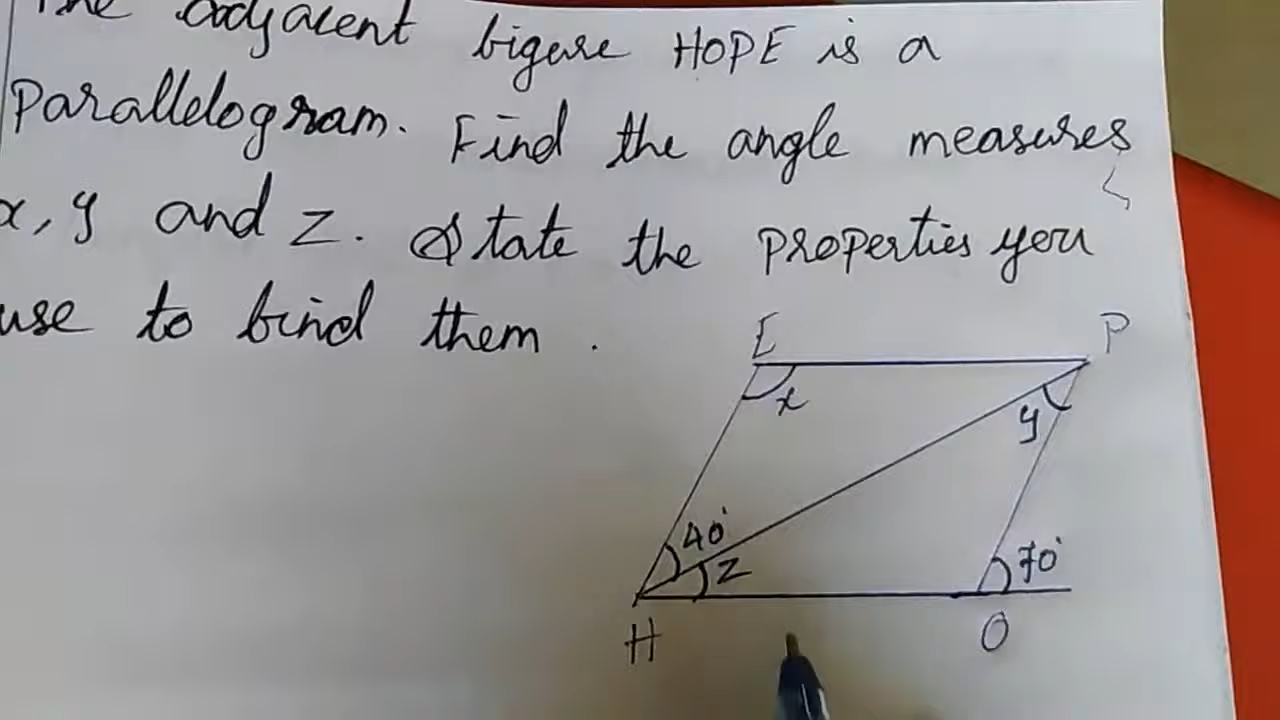 The adjacent figure HOPE is a
Parallelogram. Find the angle measures
x, y and z. State the properties you
use to find them.
E
P
x
y
40°
z
70°
H
O